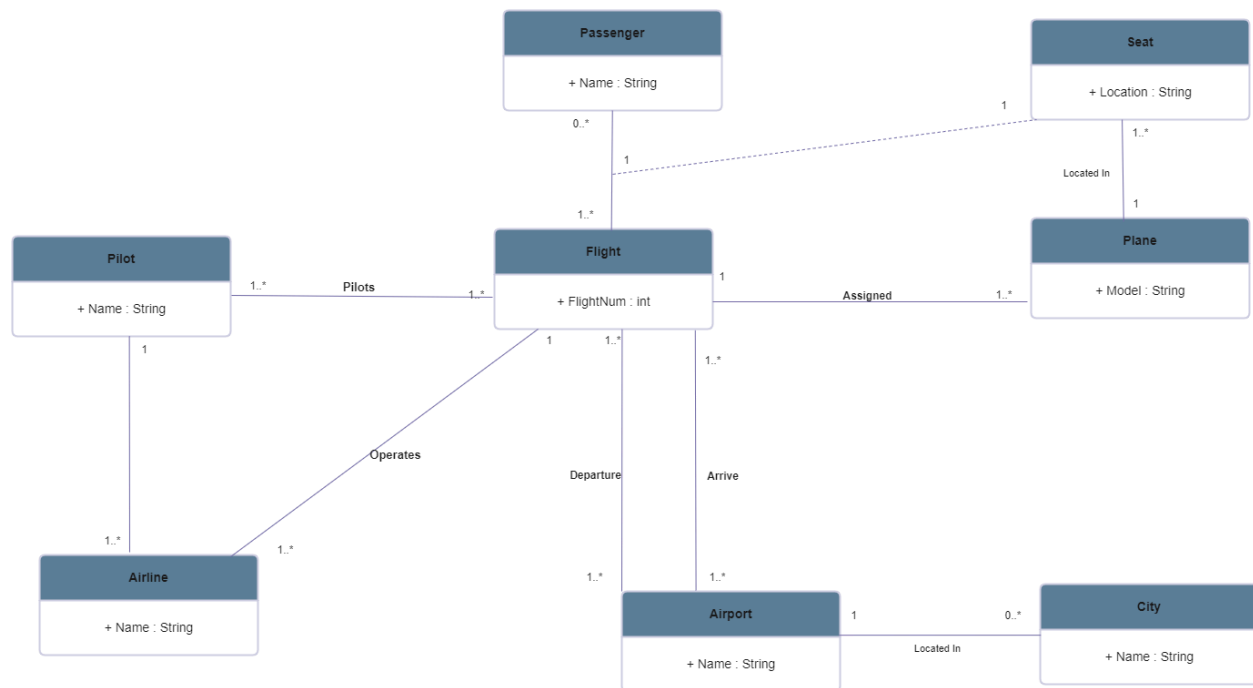 Passenger
+ Name : String
0..*
1
1..*
Seat
+ Location : String
1
1..*
Located In
1
Plane
+ Model : String
Pilot
+ Name : String
1..*
Pilots
1..*
Flight
+ FlightNum : int
1
Assigned
1..*
1
1
1..*
1..*
Operates
Departure
Arrive
1..*
1..*
1..*
1..*
Airline
+ Name : String
Airport
+ Name : String
1
Located In
0..*
City
+ Name : String